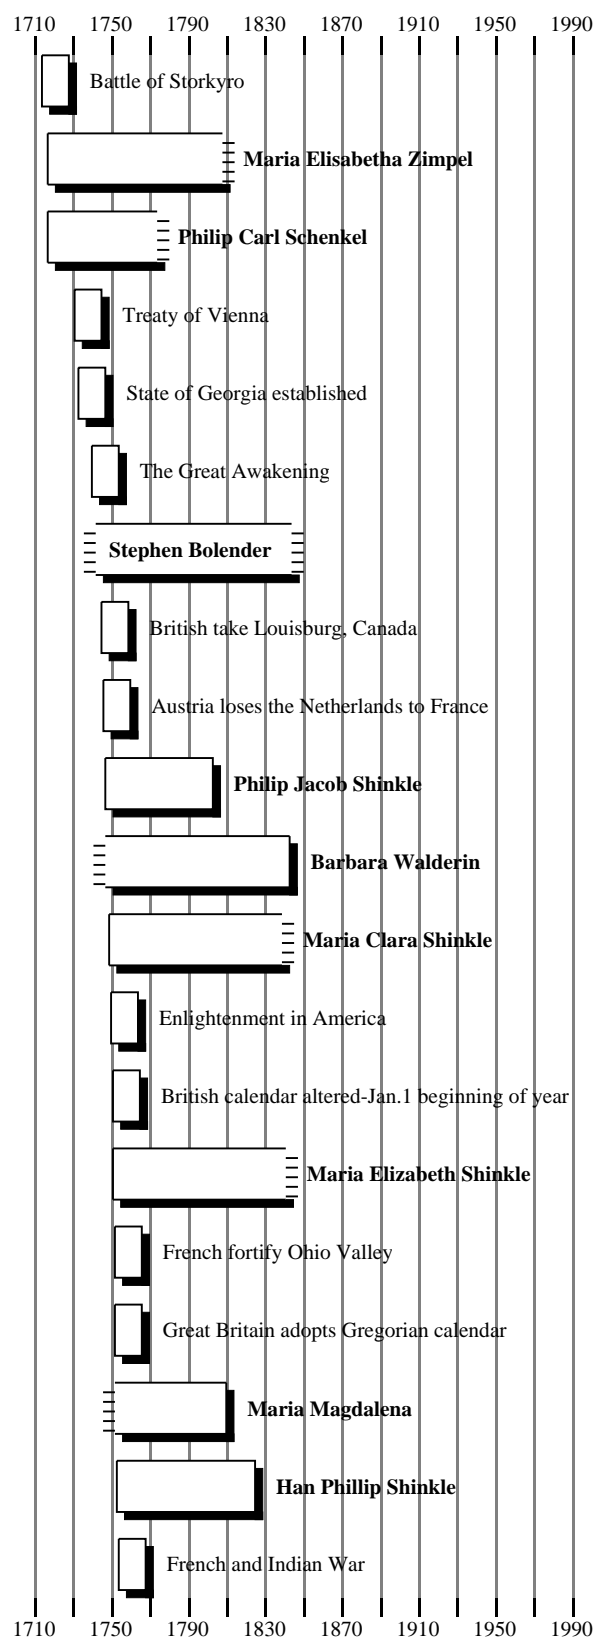 1710 1750 1790 1830 1870 1910 1950 1990
Battle of Storkyro
Maria Elisabetha Zimpel
Philip Carl Schenkel
Treaty of Vienna
State of Georgia established
The Great Awakening
Stephen Bolender
British take Louisburg, Canada
Austria loses the Netherlands to France
Philip Jacob Shinkle
Barbara Walderin
Maria Clara Shinkle
Enlightenment in America
British calendar altered-Jan.1 beginning of year
Maria Elizabeth Shinkle
French fortify Ohio Valley
Great Britain adopts Gregorian calendar
Maria Magdalena
Han Phillip Shinkle
French and Indian War
1710 1750 1790 1830 1870 1910 1950 1990